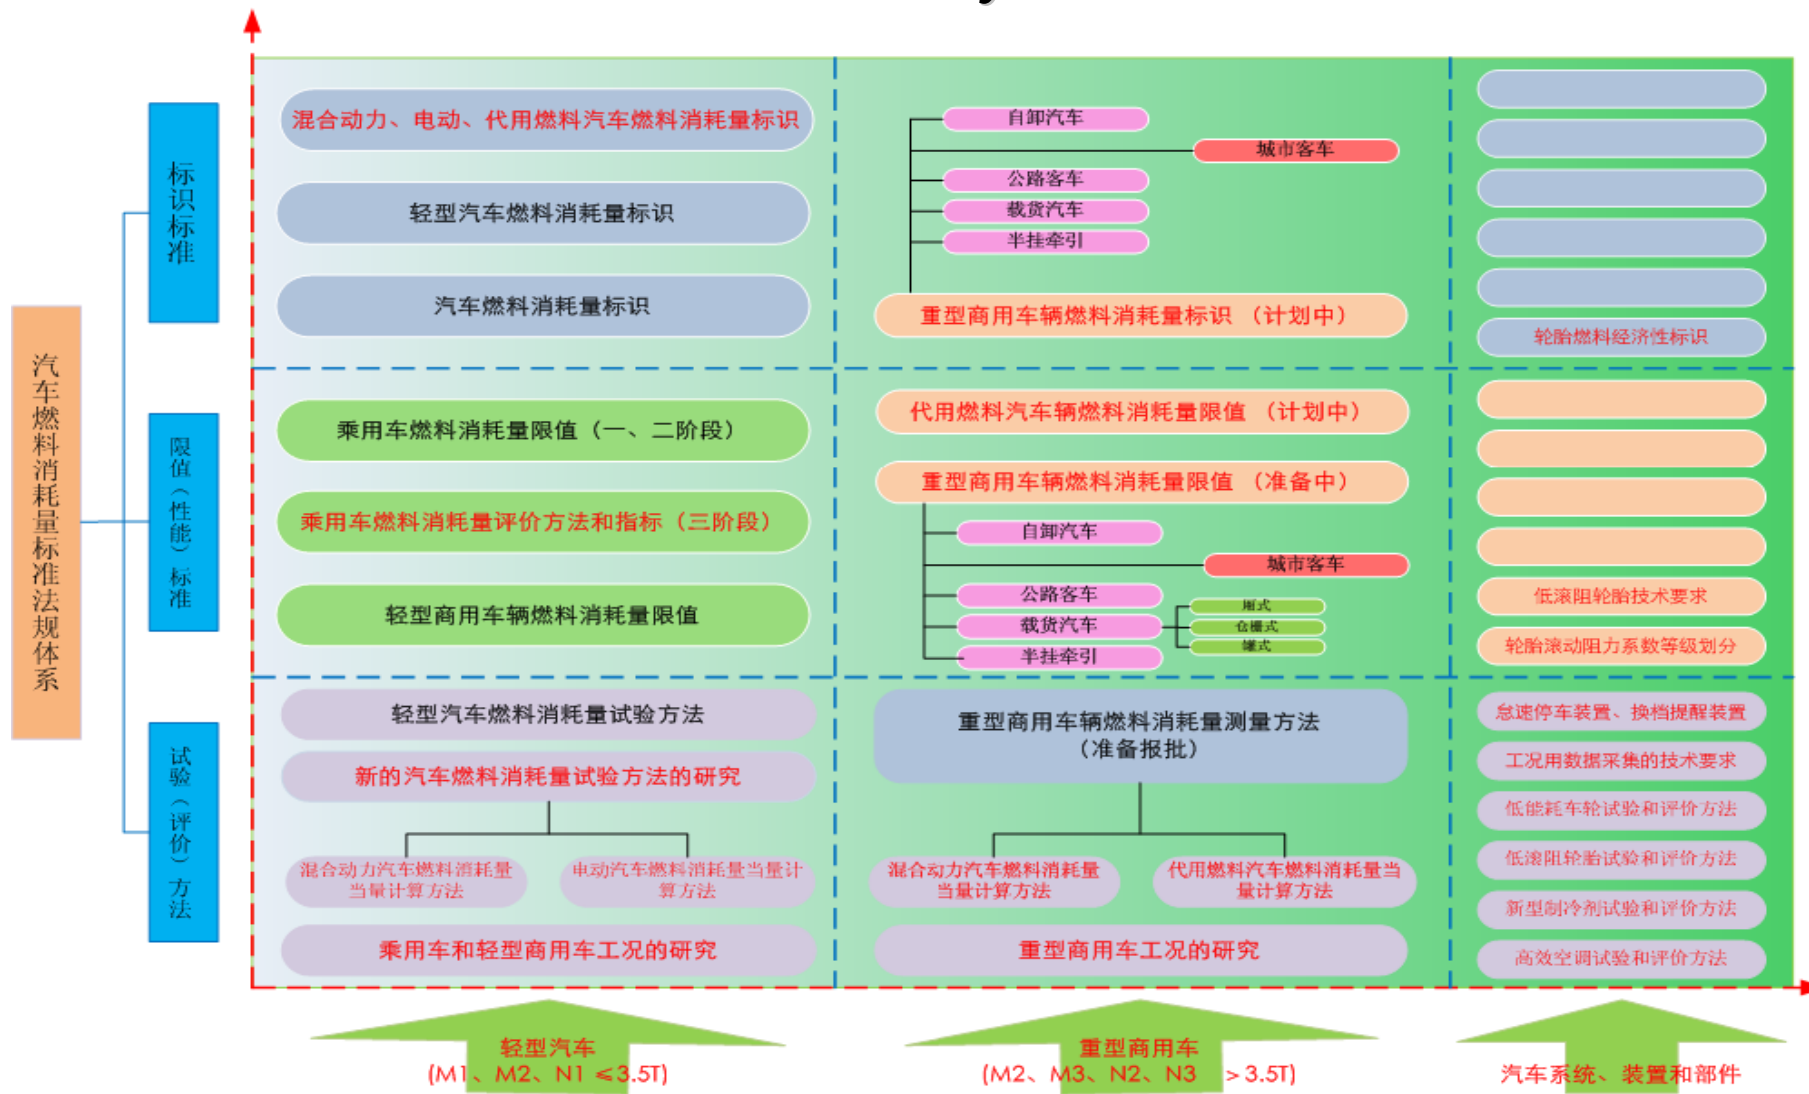 汽车燃料消耗量标准法规体系
标识标准
混合动力、电动、代用燃料汽车燃料消耗量标识
轻型汽车燃料消耗量标识
汽车燃料消耗量标识
自卸汽车
城市客车
公路客车
载货汽车
半挂牵引
重型商用车辆燃料消耗量标识 （计划中）
轮胎燃料经济性标识
限值（性能）标准
乘用车燃料消耗量限值（一、二阶段）
乘用车燃料消耗量评价方法和指标（三阶段）
轻型商用车辆燃料消耗量限值
代用燃料汽车辆燃料消耗量限值 （计划中）
重型商用车辆燃料消耗量限值 （准备中）
自卸汽车
城市客车
公路客车
载货汽车
半挂牵引
厢式
仓栅式
罐式
低滚阻轮胎技术要求
轮胎滚动阻力系数等级划分
试验（评价）方法
轻型汽车燃料消耗量试验方法
新的汽车燃料消耗量试验方法的研究
混合动力汽车燃料消耗量
当量计算方法
电动汽车燃料消耗量当量计
算方法
乘用车和轻型商用车工况的研究
重型商用车辆燃料消耗量测量方法
（准备报批）
混合动力汽车燃料消耗量
当量计算方法
代用燃料汽车燃料消耗量当
量计算方法
重型商用车工况的研究
怠速停车装置、换档提醒装置
工况用数据采集的技术要求
低能耗车轮试验和评价方法
低滚阻轮胎试验和评价方法
新型制冷剂试验和评价方法
高效空调试验和评价方法
轻型汽车
(M1、M2、N1 ≤3.5T)
重型商用车
(M2、M3、N2、N3 >3.5T)
汽车系统、装置和部件